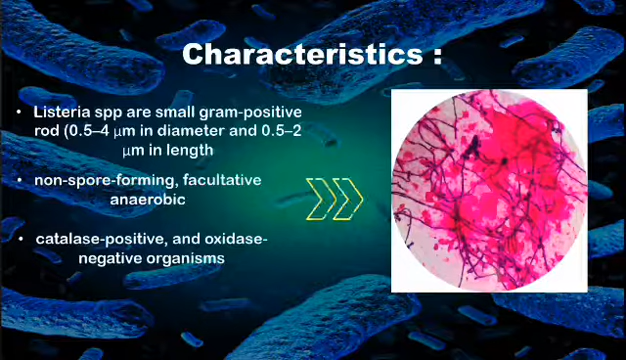 Characteristics :
• Listeria spp are small gram-positive
rod (0.5–4 μm in diameter and 0.5–2
μm in length
• non-spore-forming, facultative
anaerobic
• catalase-positive, and oxidase-
negative organisms